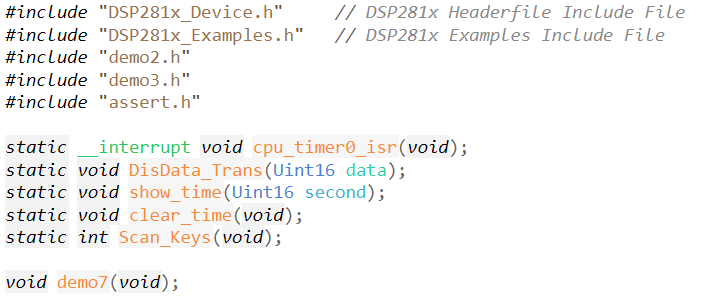 #include "DSP281x_Device.h"     // DSP281x Headerfile Include File
#include "DSP281x_Examples.h"   // DSP281x Examples Include File
#include "demo2.h"
#include "demo3.h"
#include "assert.h"

static __interrupt void cpu_timer0_isr(void);
static void DisData_Trans(Uint16 data);
static void show_time(Uint16 second);
static void clear_time(void);
static int Scan_Keys(void);

void demo7(void);